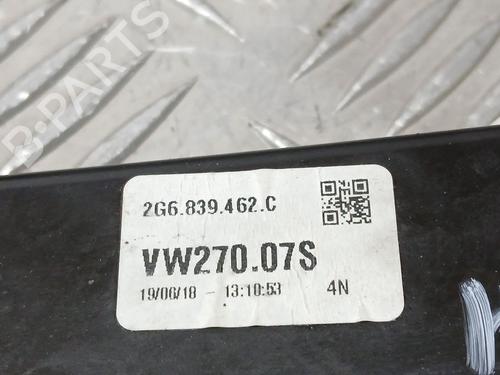 B-PARTS
2G6.839.462.C
VW270.07S
19/06/18 - 13:10:53 4N